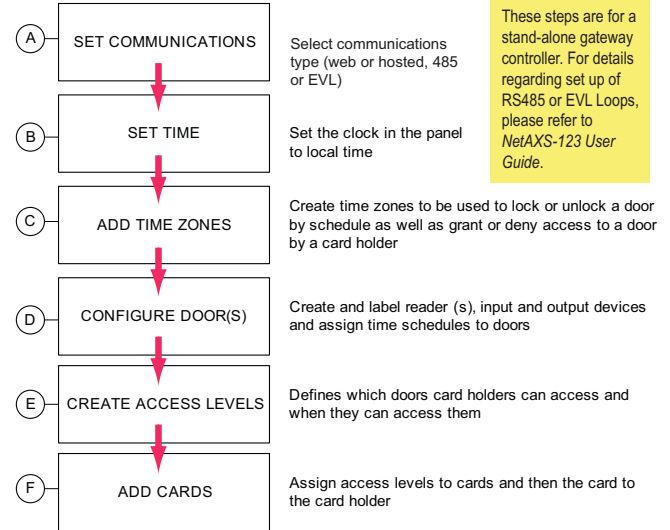 A
SET COMMUNICATIONS
Select communications
type (web or hosted, 485
or EVL)
These steps are for a
stand-alone gateway
controller. For details
regarding set up of
RS485 or EVL Loops,
please refer to
NetAXS-123 User
Guide.
B
SET TIME
Set the clock in the panel
to local time
C
ADD TIME ZONES
Create time zones to be used to lock or unlock a door
by schedule as well as grant or deny access to a door
by a card holder
D
CONFIGURE DOOR(S)
Create and label reader (s), input and output devices
and assign time schedules to doors
E
CREATE ACCESS LEVELS
Defines which doors card holders can access and
when they can access them
F
ADD CARDS
Assign access levels to cards and then the card to
the card holder